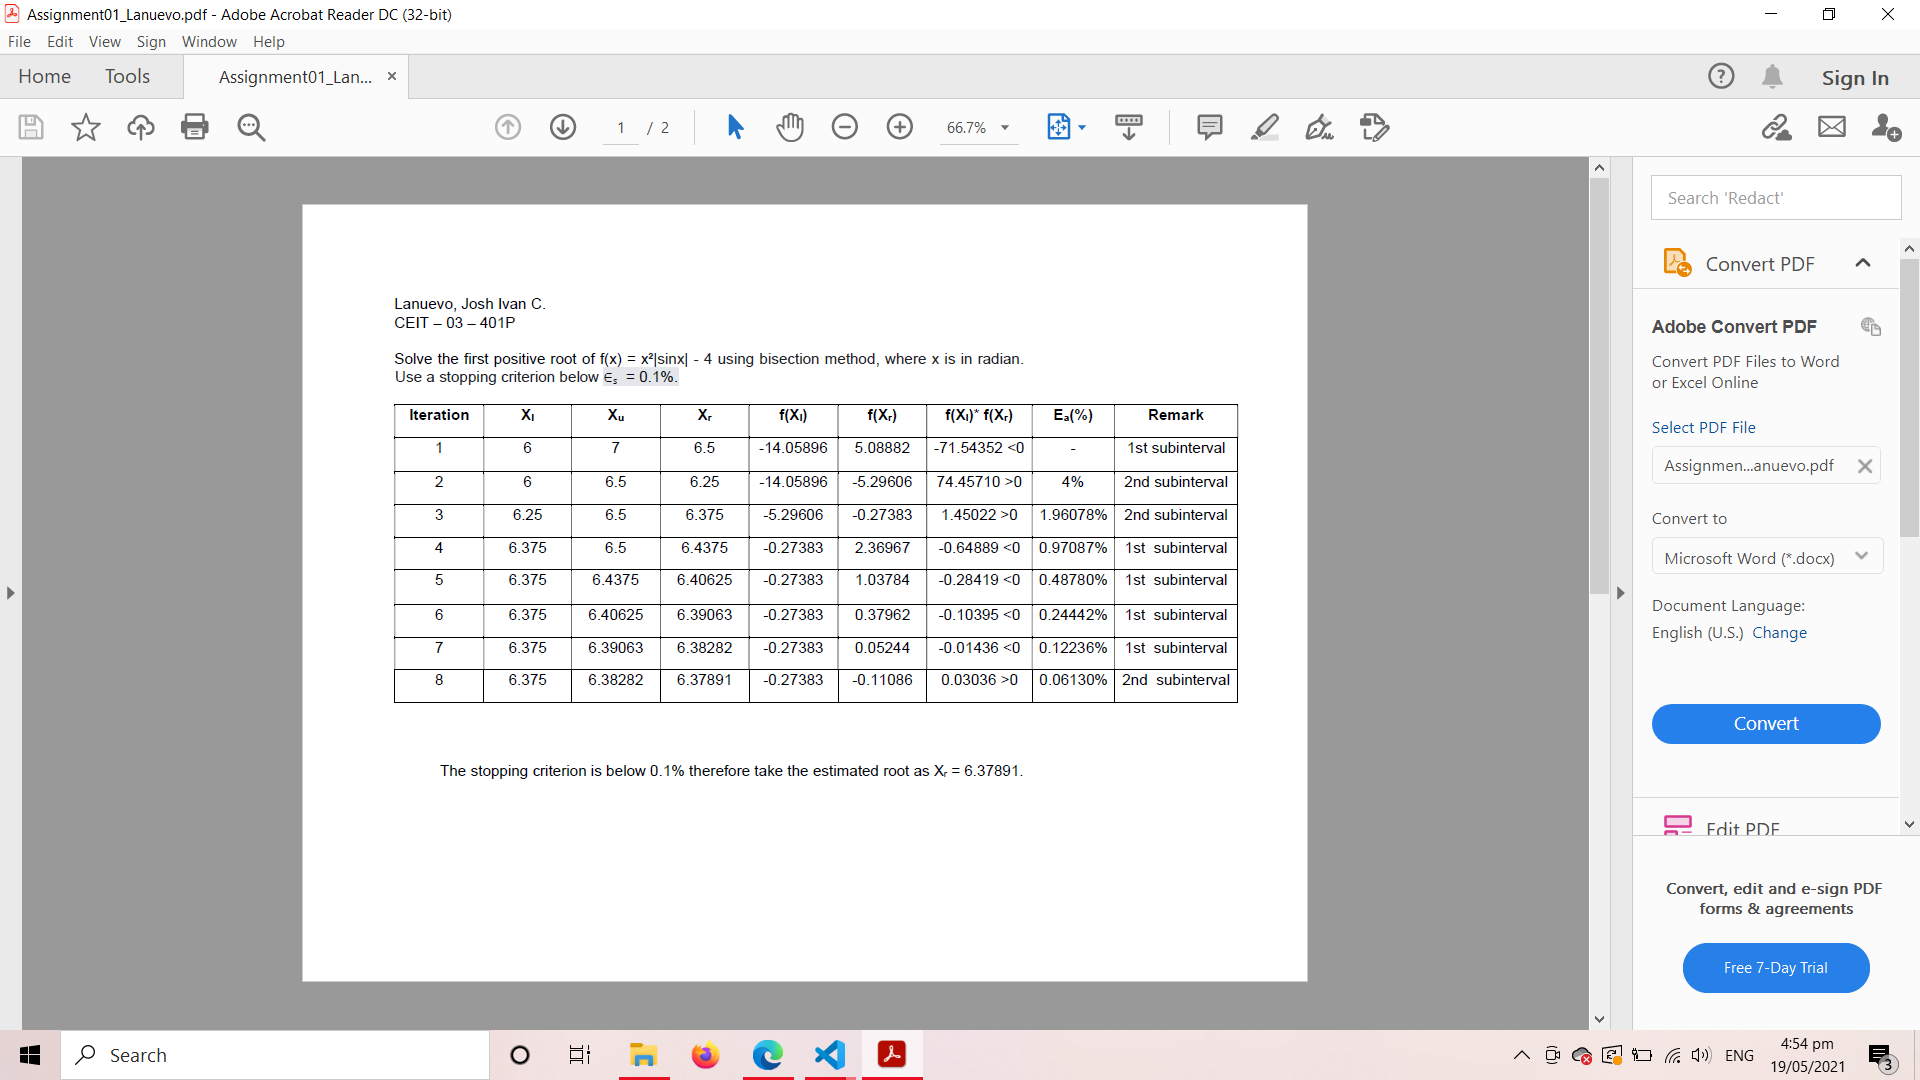 Assignment01_Lanuevo.pdf - Adobe Acrobat Reader DC (32-bit)
File Edit View Sign Window Help
Home Tools Assignment01_Lan... × Sign In
1 / 2 66.7%
Search 'Redact'
Convert PDF
Adobe Convert PDF
Convert PDF Files to Word
or Excel Online
Select PDF File
Assignmen...anuevo.pdf
Convert to
Microsoft Word (*.docx)
Document Language:
English (U.S.) Change
Convert
Edit PDF
Convert, edit and e-sign PDF
forms & agreements
Free 7-Day Trial
Lanuevo, Josh Ivan C.
CEIT – 03 – 401P
Solve the first positive root of f(x) = x²|sinx| - 4 using bisection method, where x is in radian.
Use a stopping criterion below ∈s = 0.1%.
Iteration Xl Xu Xr f(Xl) f(Xr) f(Xl)* f(Xr) Ea(%) Remark
1 6 7 6.5 -14.05896 5.08882 -71.54352 <0 - 1st subinterval
2 6 6.5 6.25 -14.05896 -5.29606 74.45710 >0 4% 2nd subinterval
3 6.25 6.5 6.375 -5.29606 -0.27383 1.45022 >0 1.96078% 2nd subinterval
4 6.375 6.5 6.4375 -0.27383 2.36967 -0.64889 <0 0.97087% 1st subinterval
5 6.375 6.4375 6.40625 -0.27383 1.03784 -0.28419 <0 0.48780% 1st subinterval
6 6.375 6.40625 6.39063 -0.27383 0.37962 -0.10395 <0 0.24442% 1st subinterval
7 6.375 6.39063 6.38282 -0.27383 0.05244 -0.01436 <0 0.12236% 1st subinterval
8 6.375 6.38282 6.37891 -0.27383 -0.11086 0.03036 >0 0.06130% 2nd subinterval
The stopping criterion is below 0.1% therefore take the estimated root as Xr = 6.37891.
Search
ENG
4:54 pm
19/05/2021
3